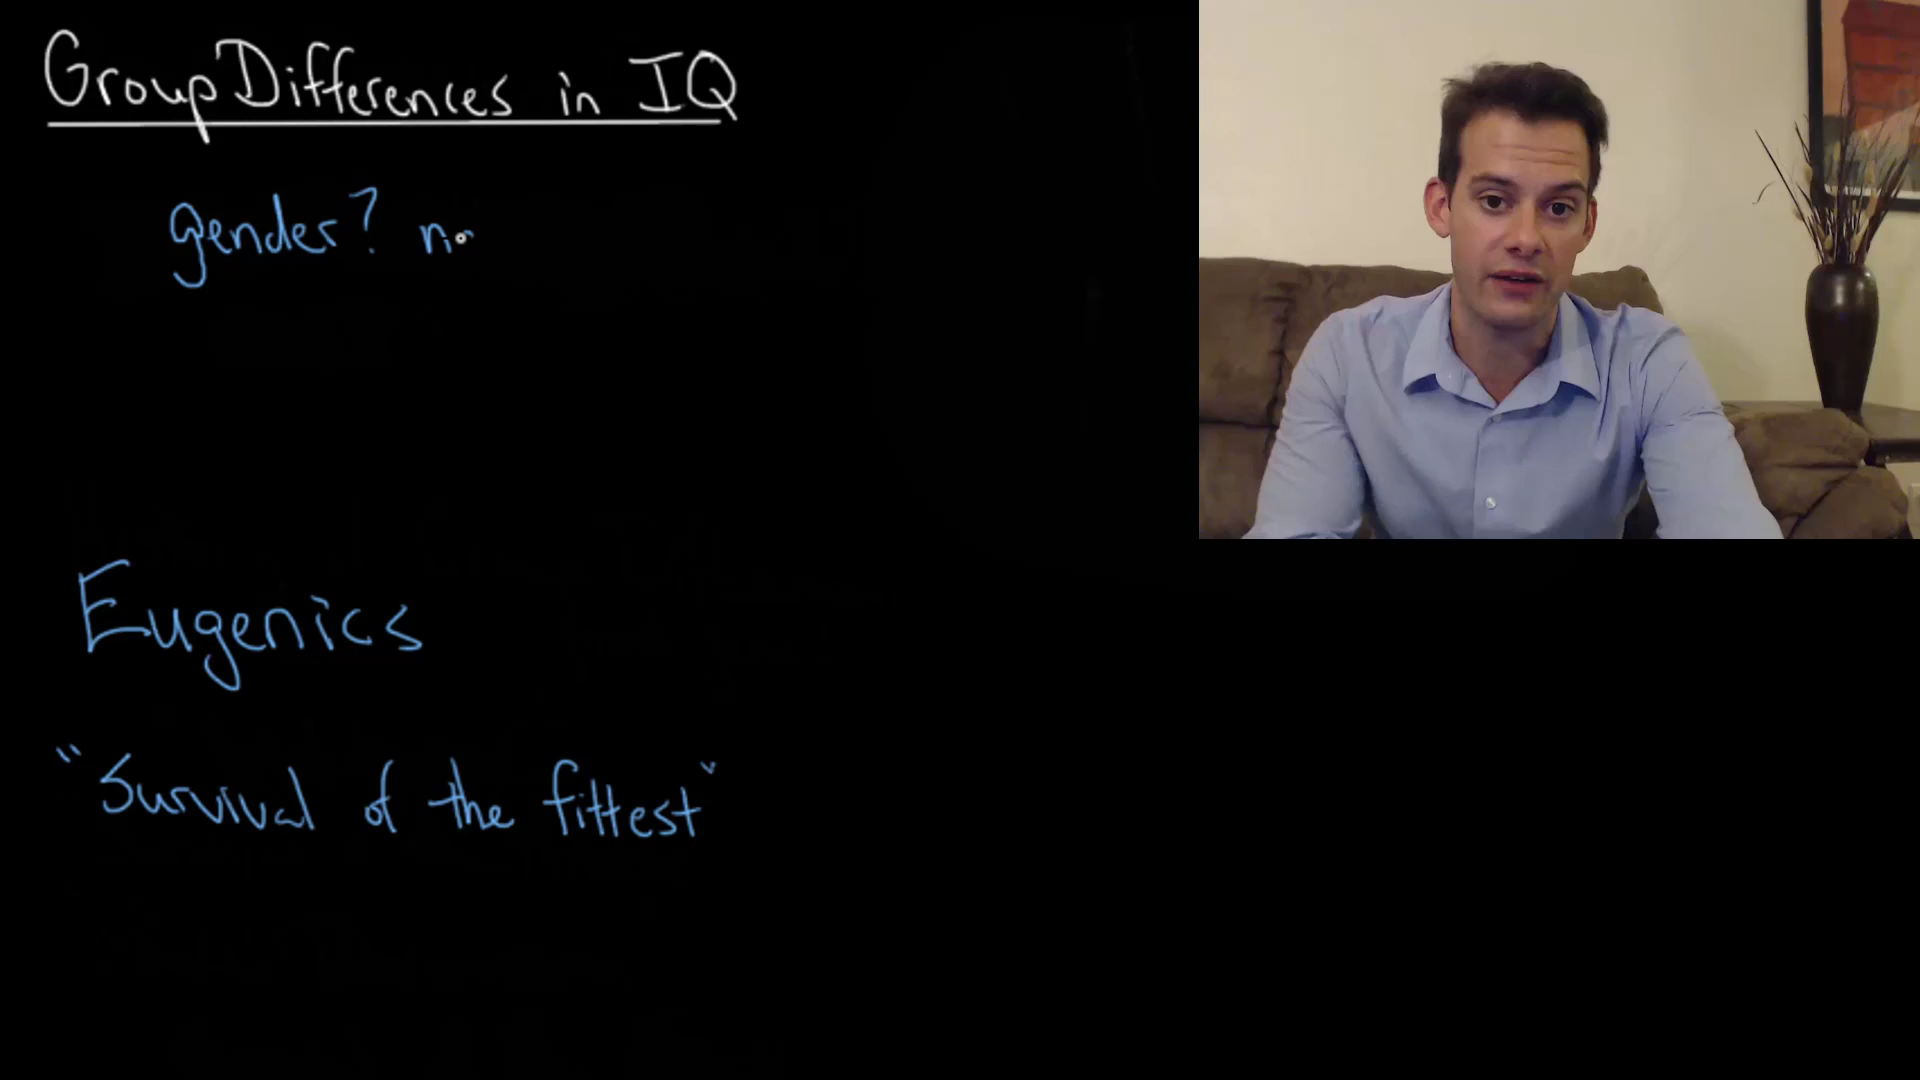 Group Differences in IQ
gender? no
Eugenics
"Survival of the fittest"